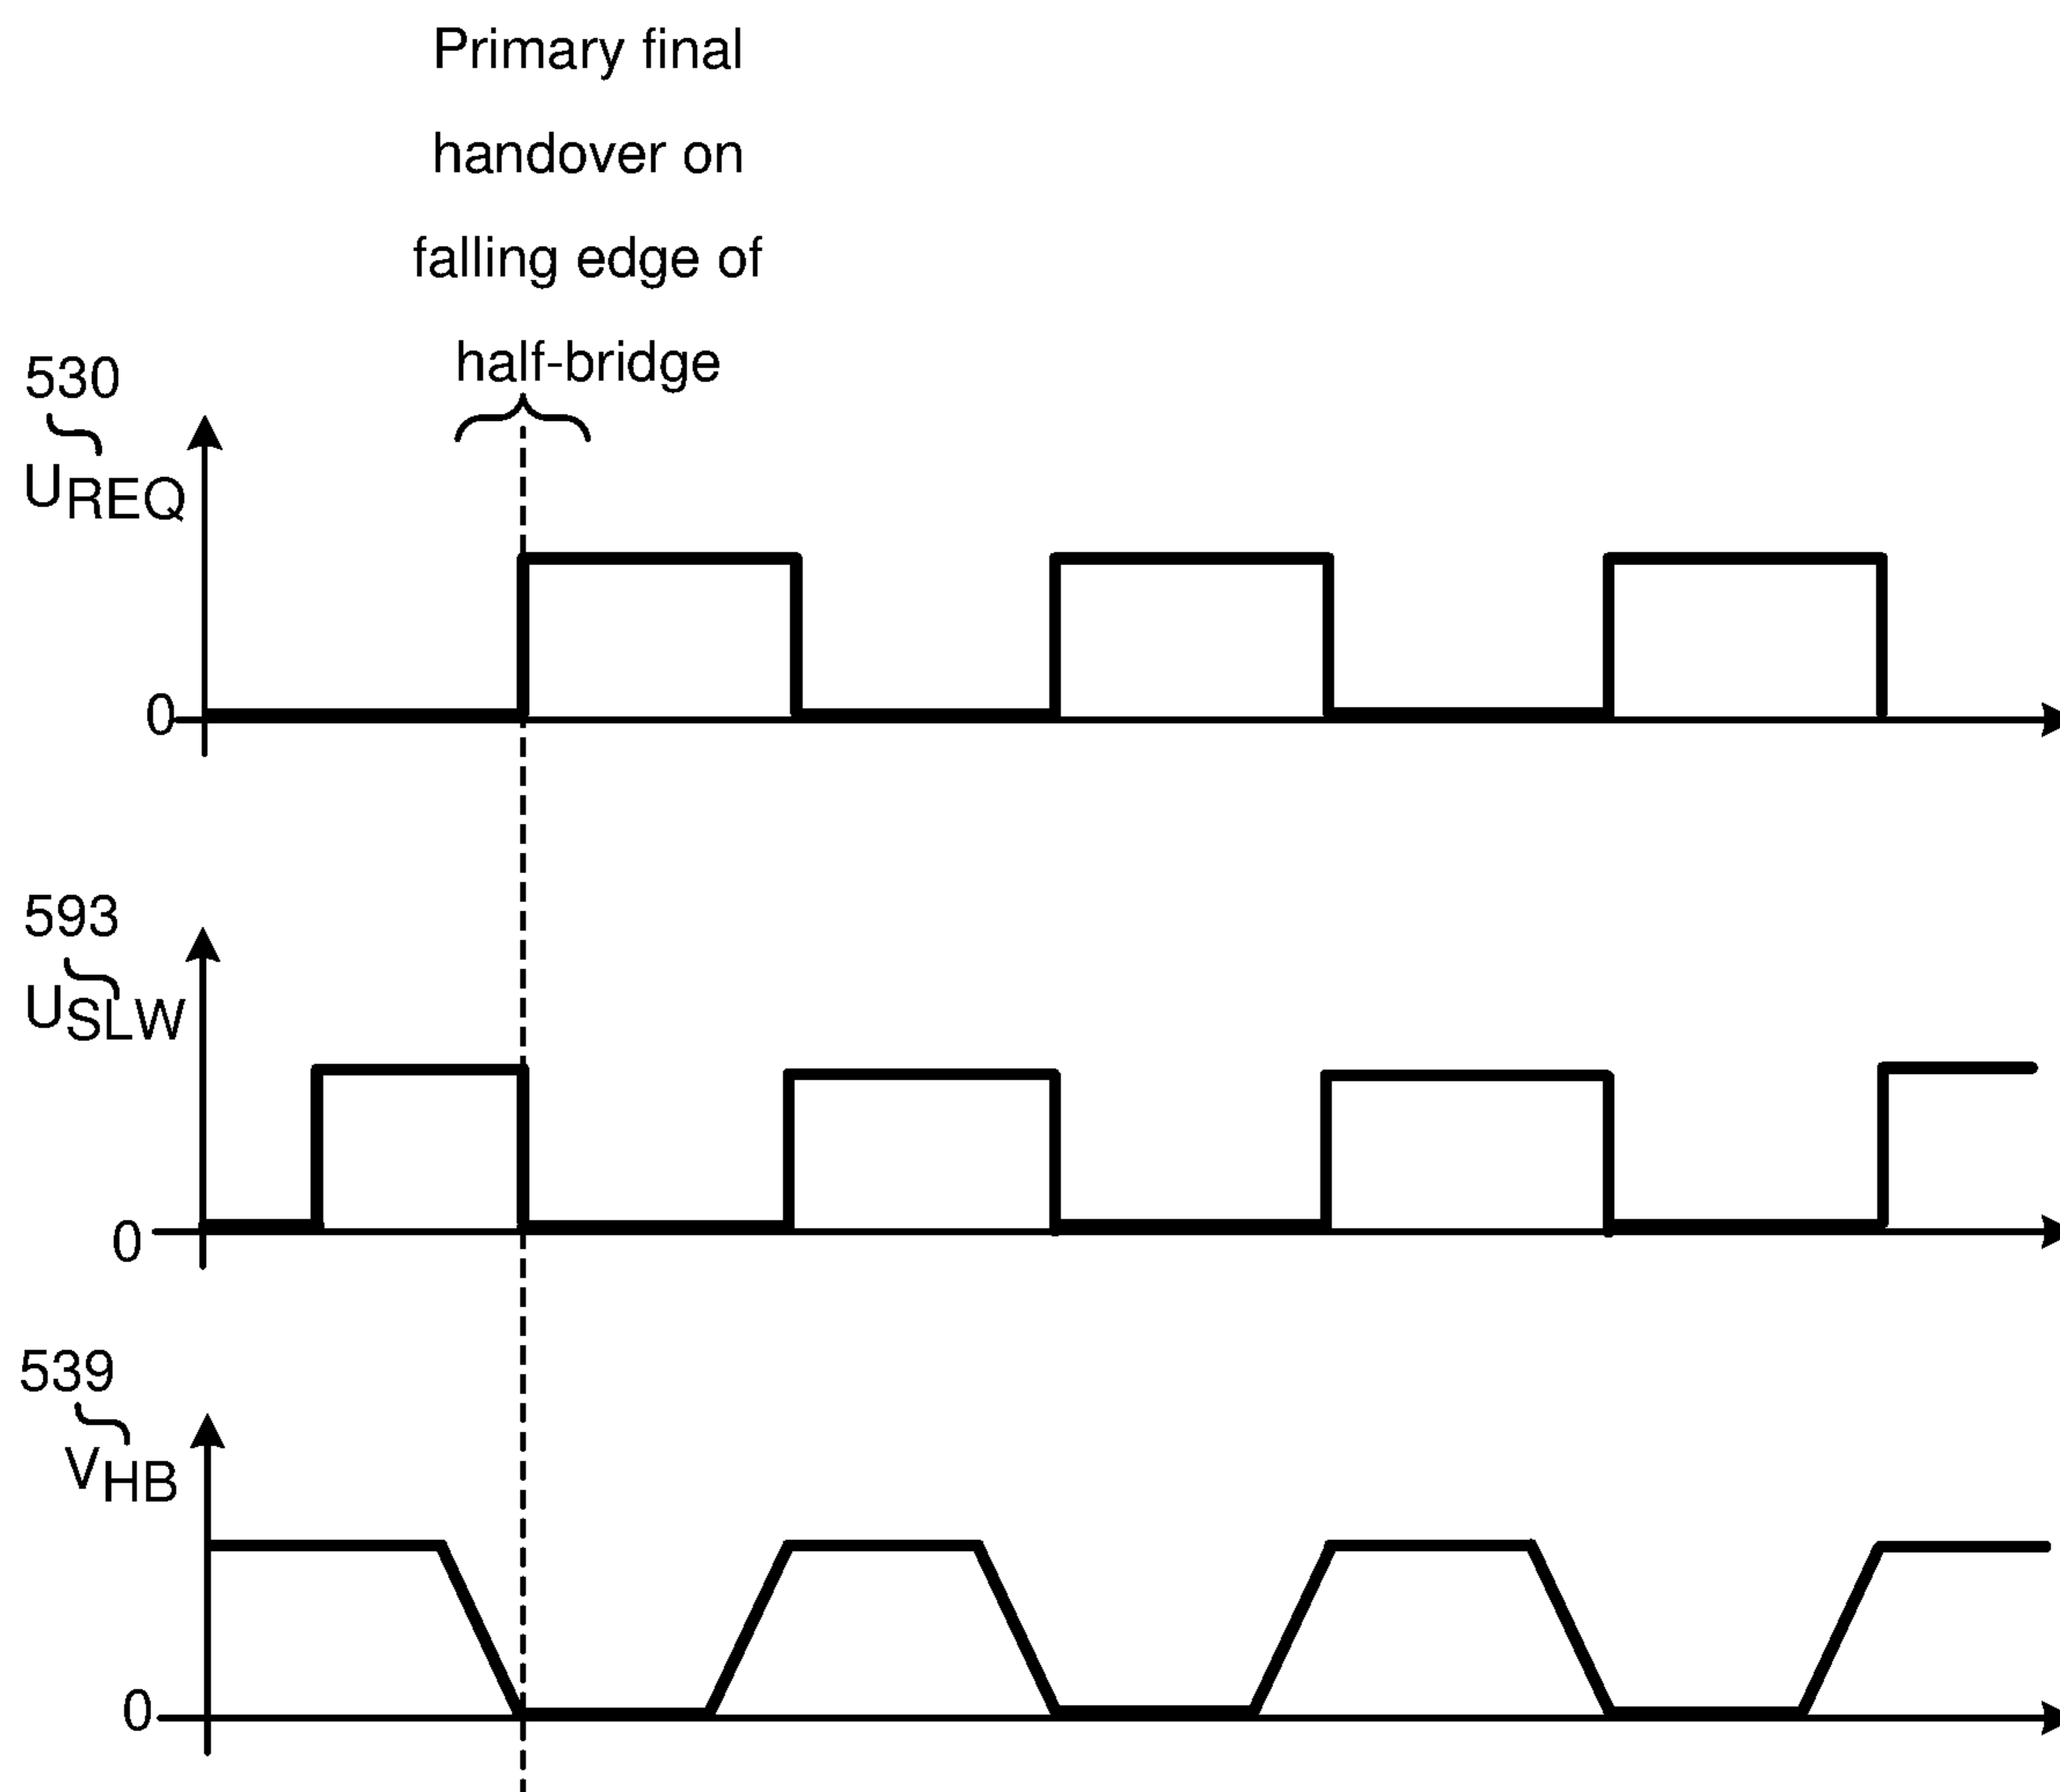 Primary final
handover on
falling edge of
half-bridge
530
UREQ
0
593
USLW
0
539
VHB
0